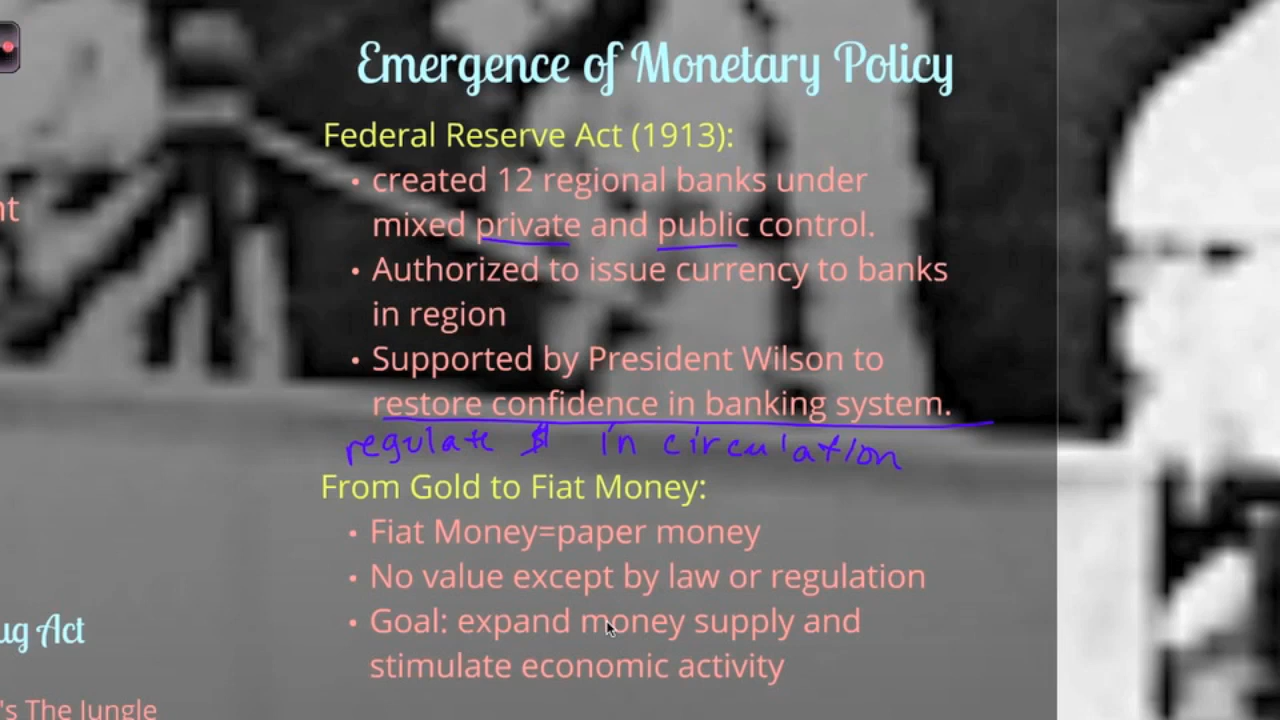 Emergence of Monetary Policy
Federal Reserve Act (1913):
• created 12 regional banks under
mixed private and public control.
• Authorized to issue currency to banks
in region
• Supported by President Wilson to
restore confidence in banking system.
regulate $ in circulation
From Gold to Fiat Money:
• Fiat Money=paper money
• No value except by law or regulation
• Goal: expand money supply and
stimulate economic activity
nt
ug Act
's The Jungle